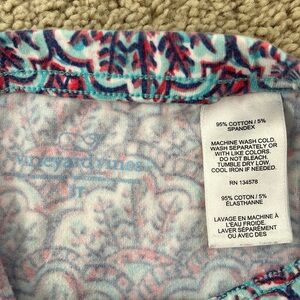 95% COTTON / 5%
SPANDEX
MACHINE WASH COLD.
WASH SEPARATELY OR
WITH LIKE COLORS.
DO NOT BLEACH.
TUMBLE DRY LOW.
COOL IRON IF NEEDED.
RN 134578
95% COTON / 5%
ÉLASTHANNE
LAVAGE EN MACHINE À
L'EAU FROIDE.
LAVER SÉPARÉMENT
OU AVEC DES